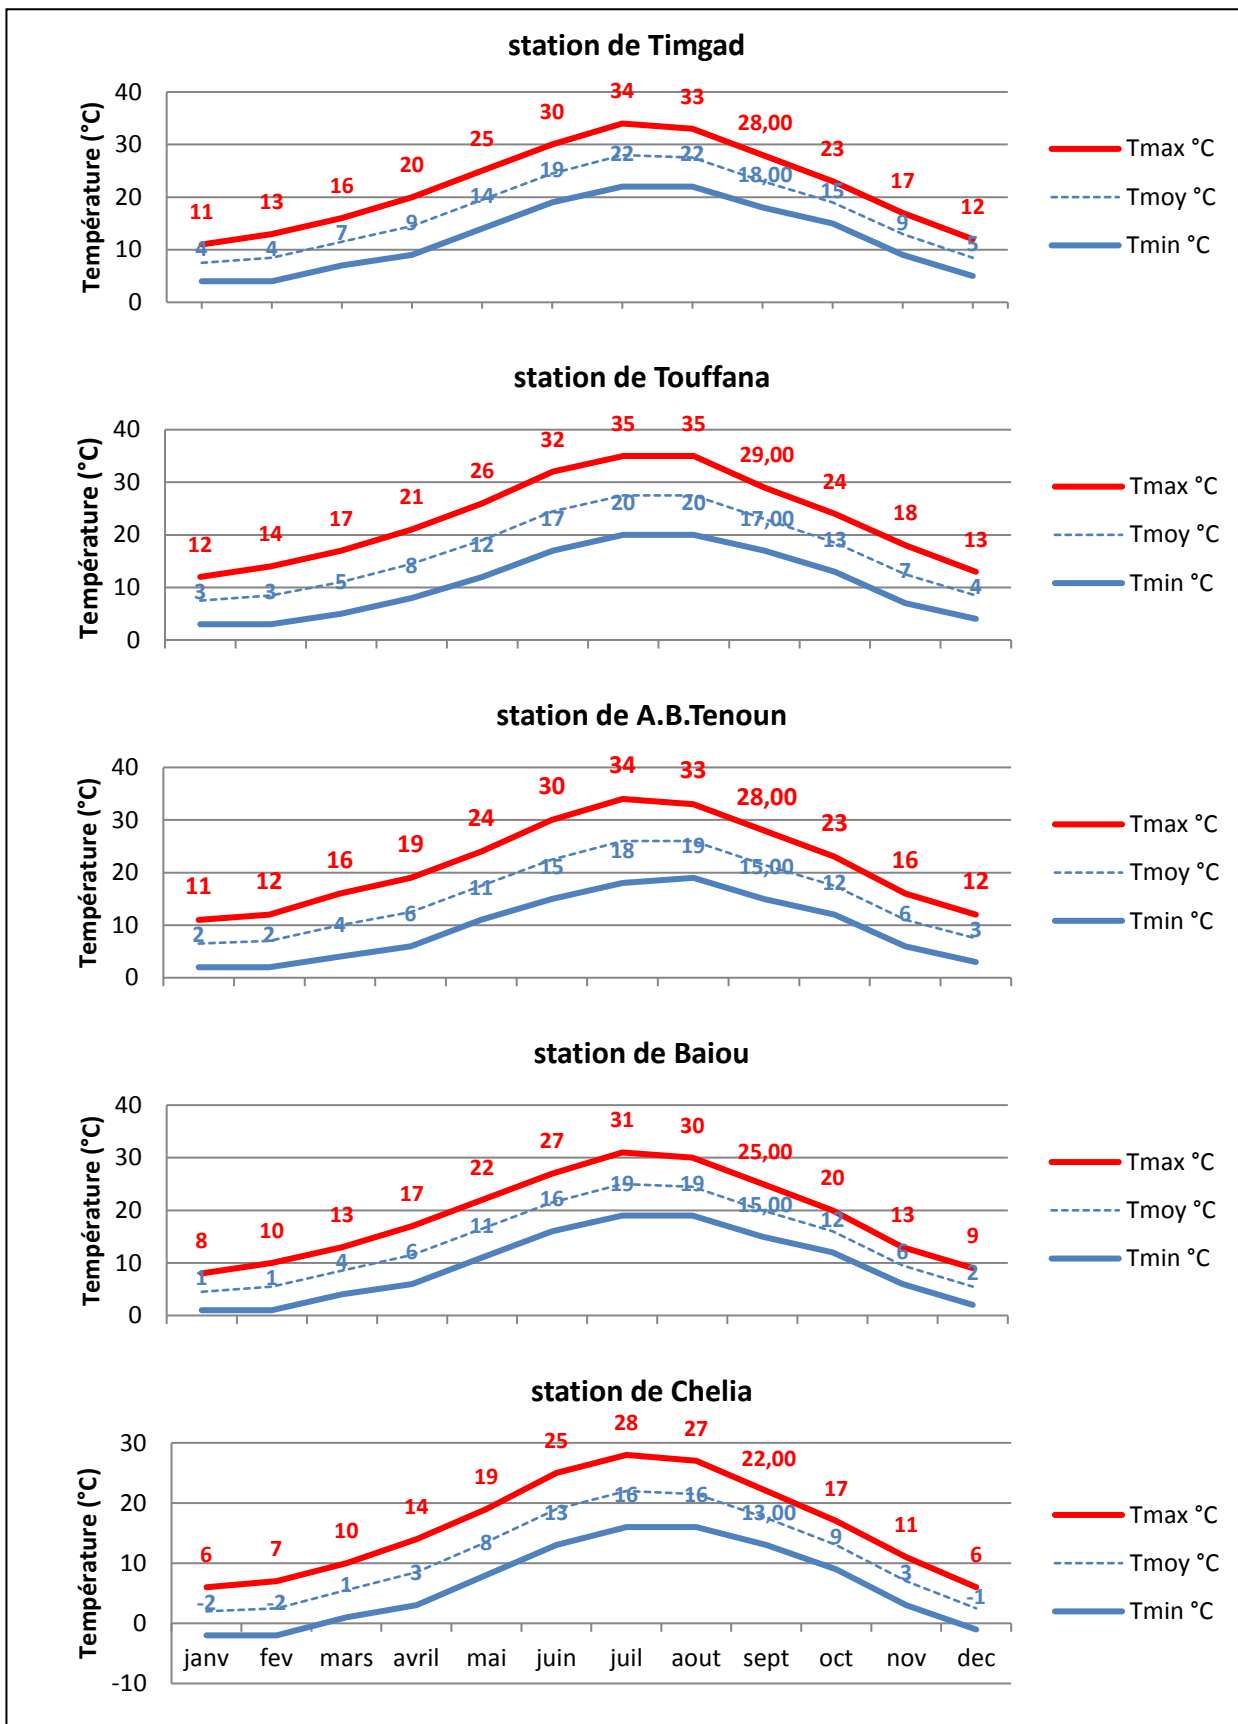 station de Timgad
Température (°C)
40
30
20
10
0
11 13 16 20 25 30 34 33 28,00 23 17 12
4 4 7 9 14 19 22 22 18,00 15 9 5
Tmax °C
Tmoy °C
Tmin °C
station de Touffana
Température (°C)
40
30
20
10
0
12 14 17 21 26 32 35 35 29,00 24 18 13
3 3 5 8 12 17 20 20 17,00 13 7 4
Tmax °C
Tmoy °C
Tmin °C
station de A.B.Tenoun
Température (°C)
40
30
20
10
0
11 12 16 19 24 30 34 33 28,00 23 16 12
2 2 4 6 11 15 18 19 15,00 12 6 3
Tmax °C
Tmoy °C
Tmin °C
station de Baiou
Température (°C)
40
30
20
10
0
8 10 13 17 22 27 31 30 25,00 20 13 9
1 1 4 6 11 16 19 19 15,00 12 6 2
Tmax °C
Tmoy °C
Tmin °C
station de Chelia
Température (°C)
30
20
10
0
-10
6 7 10 14 19 25 28 27 22,00 17 11 6
-2 -2 1 3 8 13 16 16 13,00 9 3 -1
janv fev mars avril mai juin juil aout sept oct nov dec
Tmax °C
Tmoy °C
Tmin °C